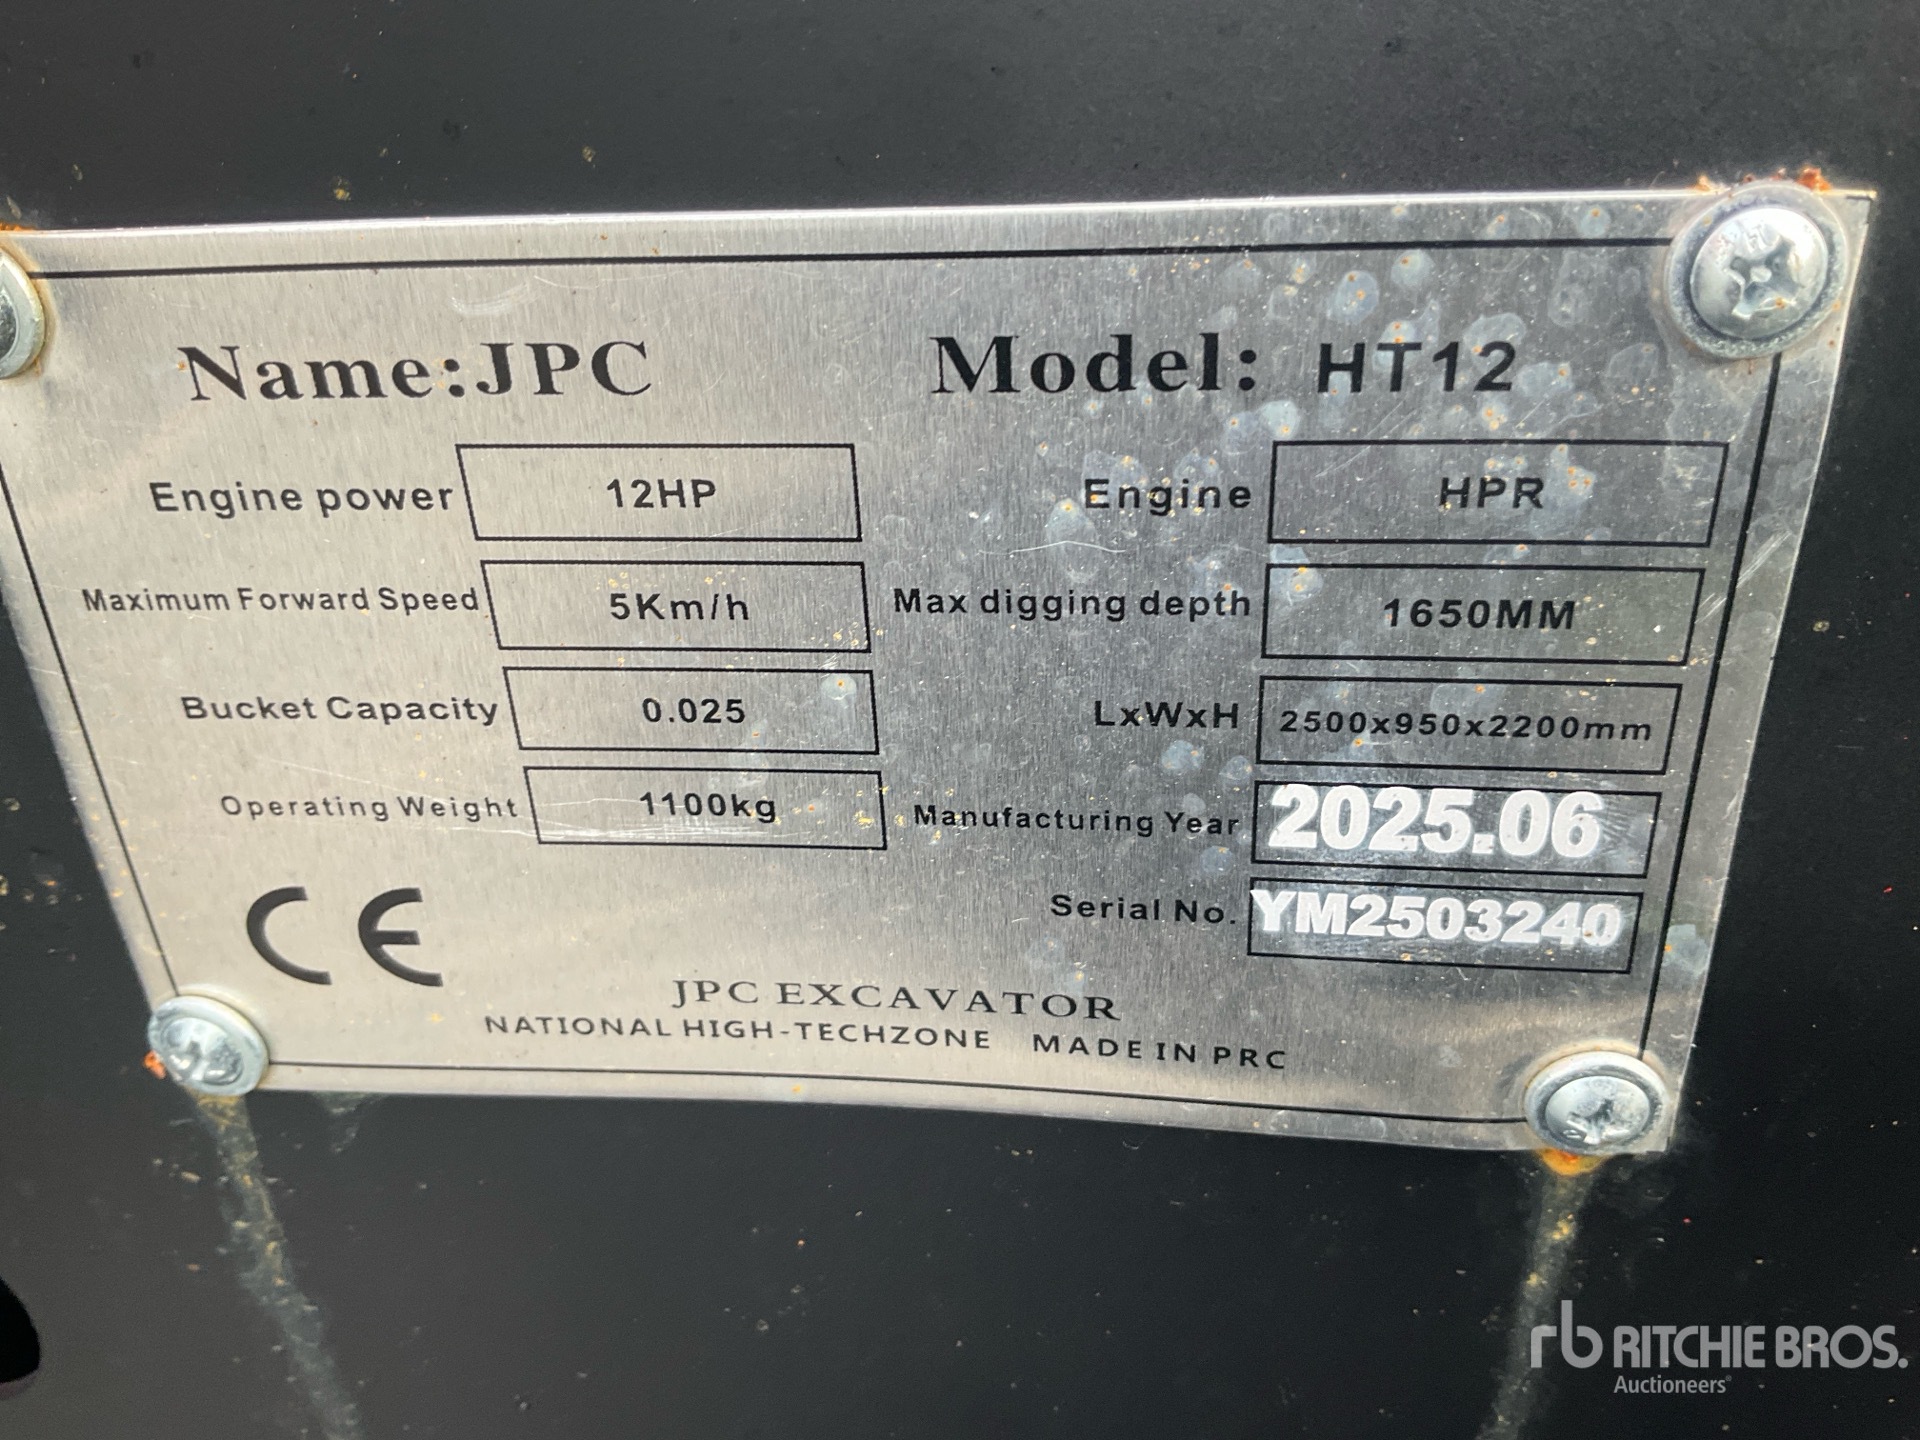 Name:JPC Model: HT12
Engine power 12HP Engine HPR
Maximum Forward Speed 5Km/h Max digging depth 1650MM
Bucket Capacity 0.025 LxWxH 2500x950x2200mm
Operating Weight 1100kg Manufacturing Year 2025.06
Serial No. YM2503240
CE
JPC EXCAVATOR
NATIONAL HIGH-TECHZONE MADE IN PRC
rb RITCHIE BROS.
Auctioneers